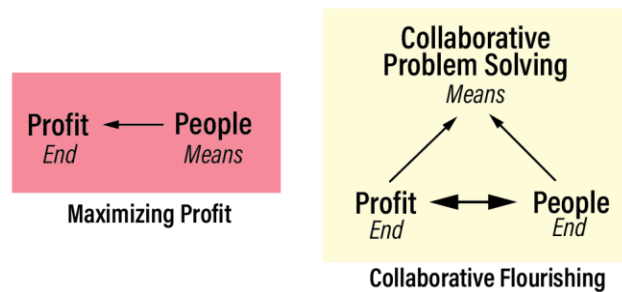 Profit
End
People
Means
Maximizing Profit
Collaborative
Problem Solving
Means
Profit
End
People
End
Collaborative Flourishing